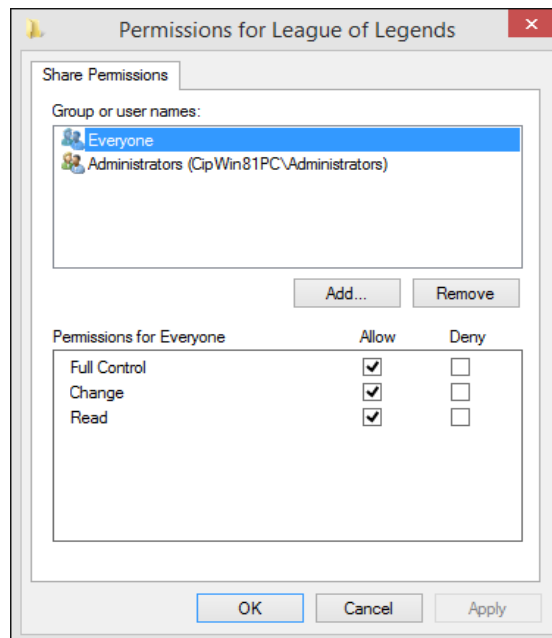 Permissions for League of Legends
Share Permissions
Group or user names:
Everyone
Administrators (CipWin81PC\Administrators)
Add... Remove
Permissions for Everyone Allow Deny
Full Control
Change
Read
OK Cancel Apply